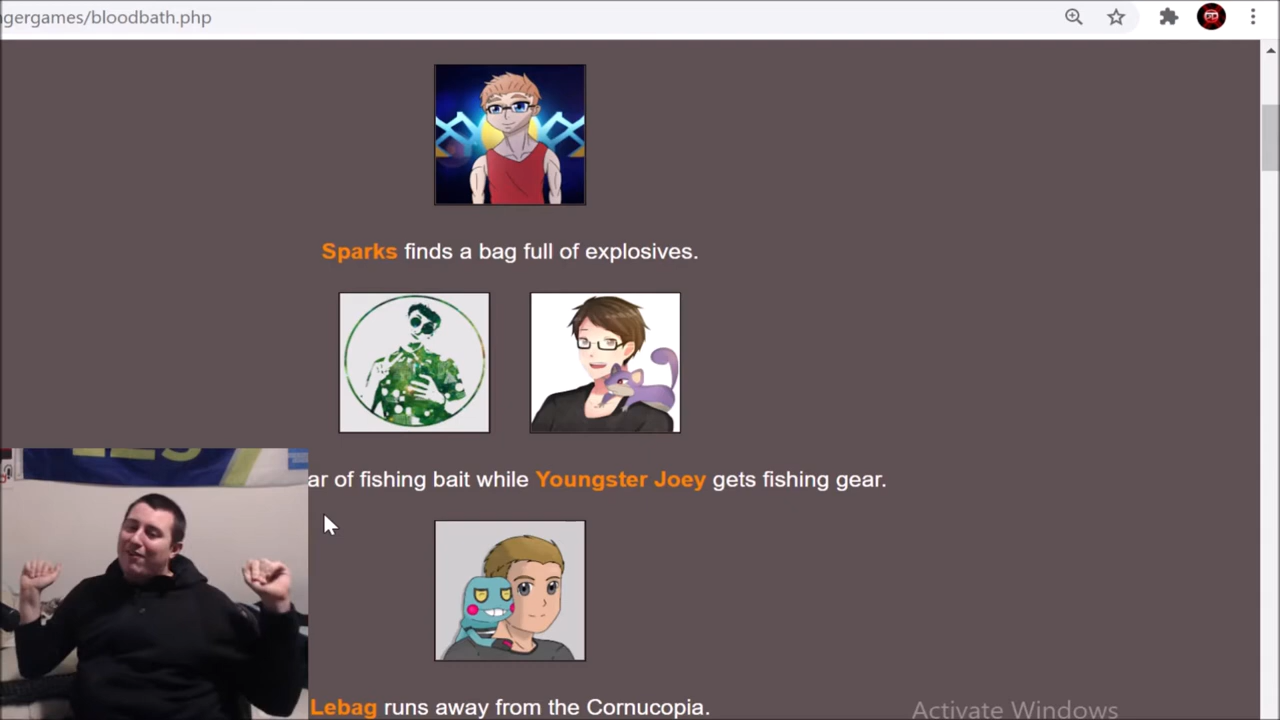 gergames/bloodbath.php
Sparks finds a bag full of explosives.
ar of fishing bait while Youngster Joey gets fishing gear.
Lebag runs away from the Cornucopia.
Activate Windows